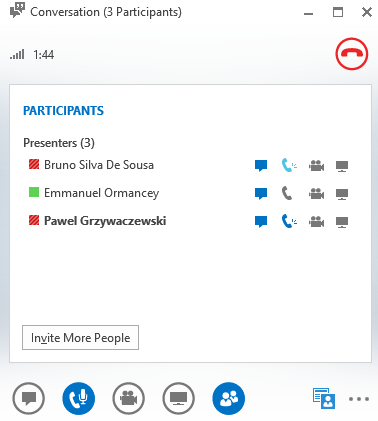 Conversation (3 Participants)
1:44
PARTICIPANTS
Presenters (3)
Bruno Silva De Sousa
Emmanuel Ormancey
Pawel Grzywaczewski
Invite More People